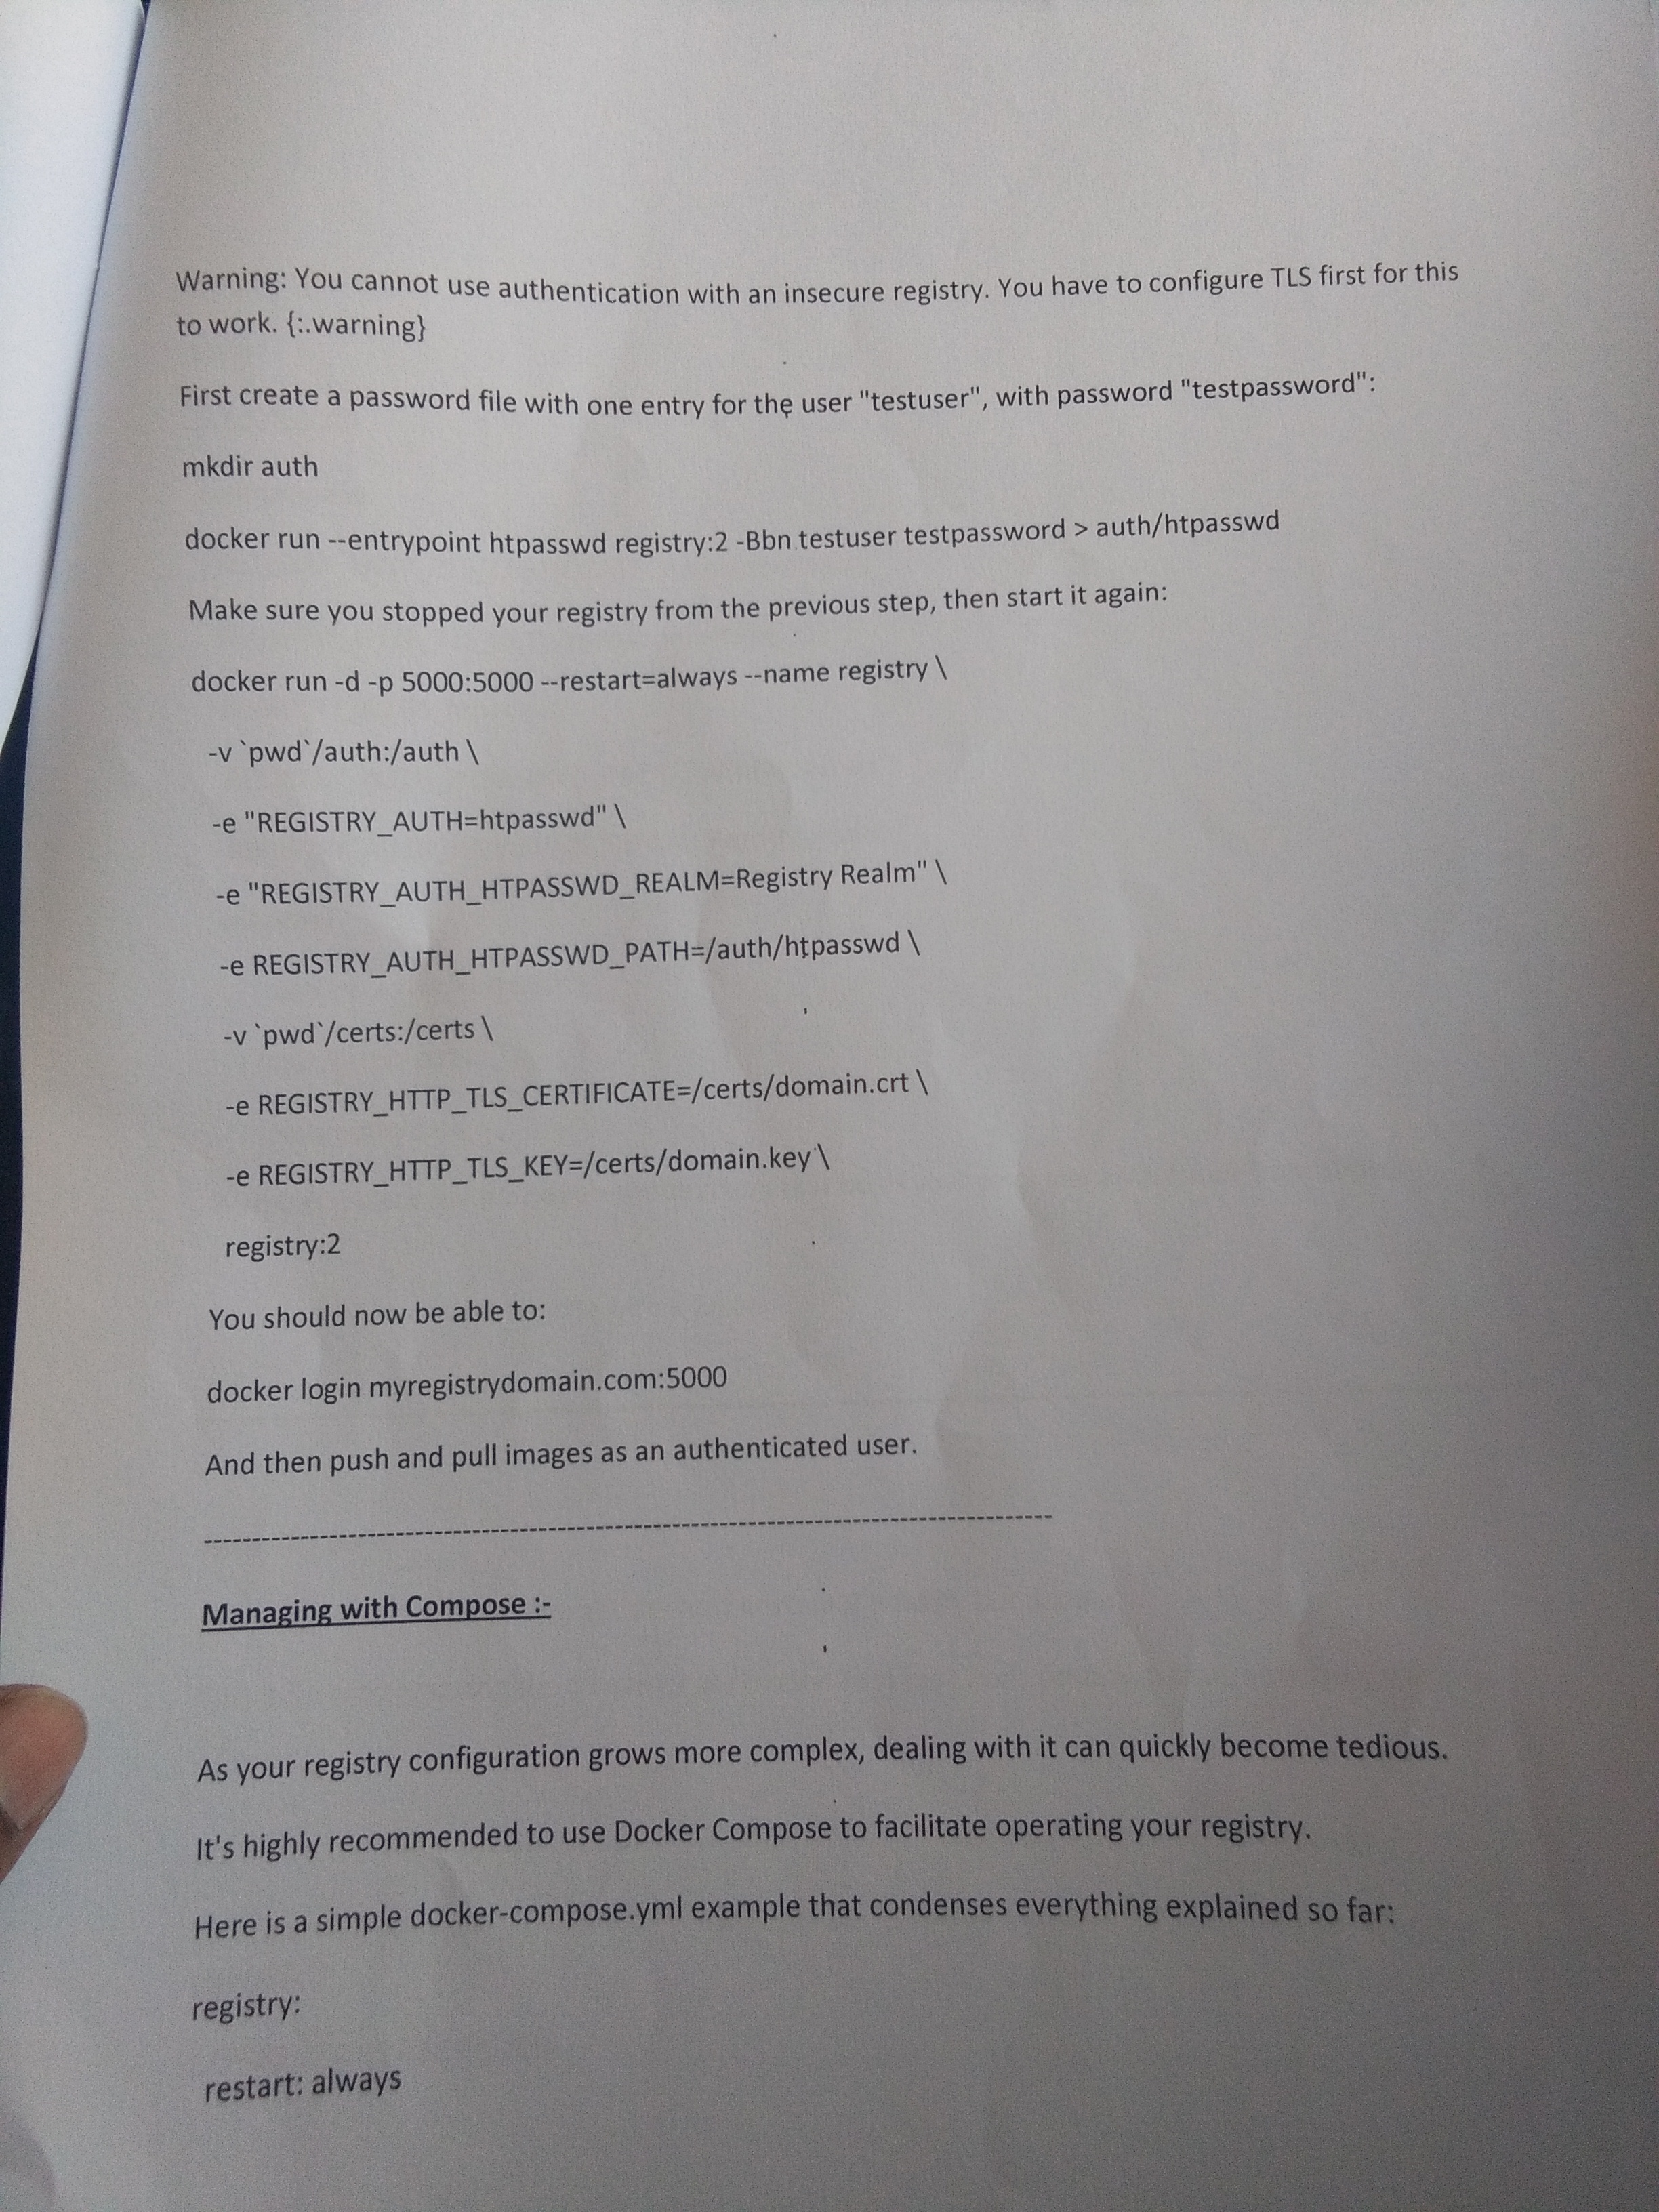 Warning: You cannot use authentication with an insecure registry. You have to configure TLS first for this
to work. {:.warning}
First create a password file with one entry for the user "testuser", with password "testpassword":
mkdir auth
docker run --entrypoint htpasswd registry:2 -Bbn testuser testpassword > auth/htpasswd
Make sure you stopped your registry from the previous step, then start it again:
docker run -d -p 5000:5000 --restart=always --name registry \
-v `pwd`/auth:/auth \
-e "REGISTRY_AUTH=htpasswd" \
-e "REGISTRY_AUTH_HTPASSWD_REALM=Registry Realm" \
-e REGISTRY_AUTH_HTPASSWD_PATH=/auth/htpasswd \
-v `pwd`/certs:/certs \
-e REGISTRY_HTTP_TLS_CERTIFICATE=/certs/domain.crt \
-e REGISTRY_HTTP_TLS_KEY=/certs/domain.key \
registry:2
You should now be able to:
docker login myregistrydomain.com:5000
And then push and pull images as an authenticated user.
----------------------------------------------------------------------------------------
Managing with Compose :-
As your registry configuration grows more complex, dealing with it can quickly become tedious.
It's highly recommended to use Docker Compose to facilitate operating your registry.
Here is a simple docker-compose.yml example that condenses everything explained so far:
registry:
restart: always